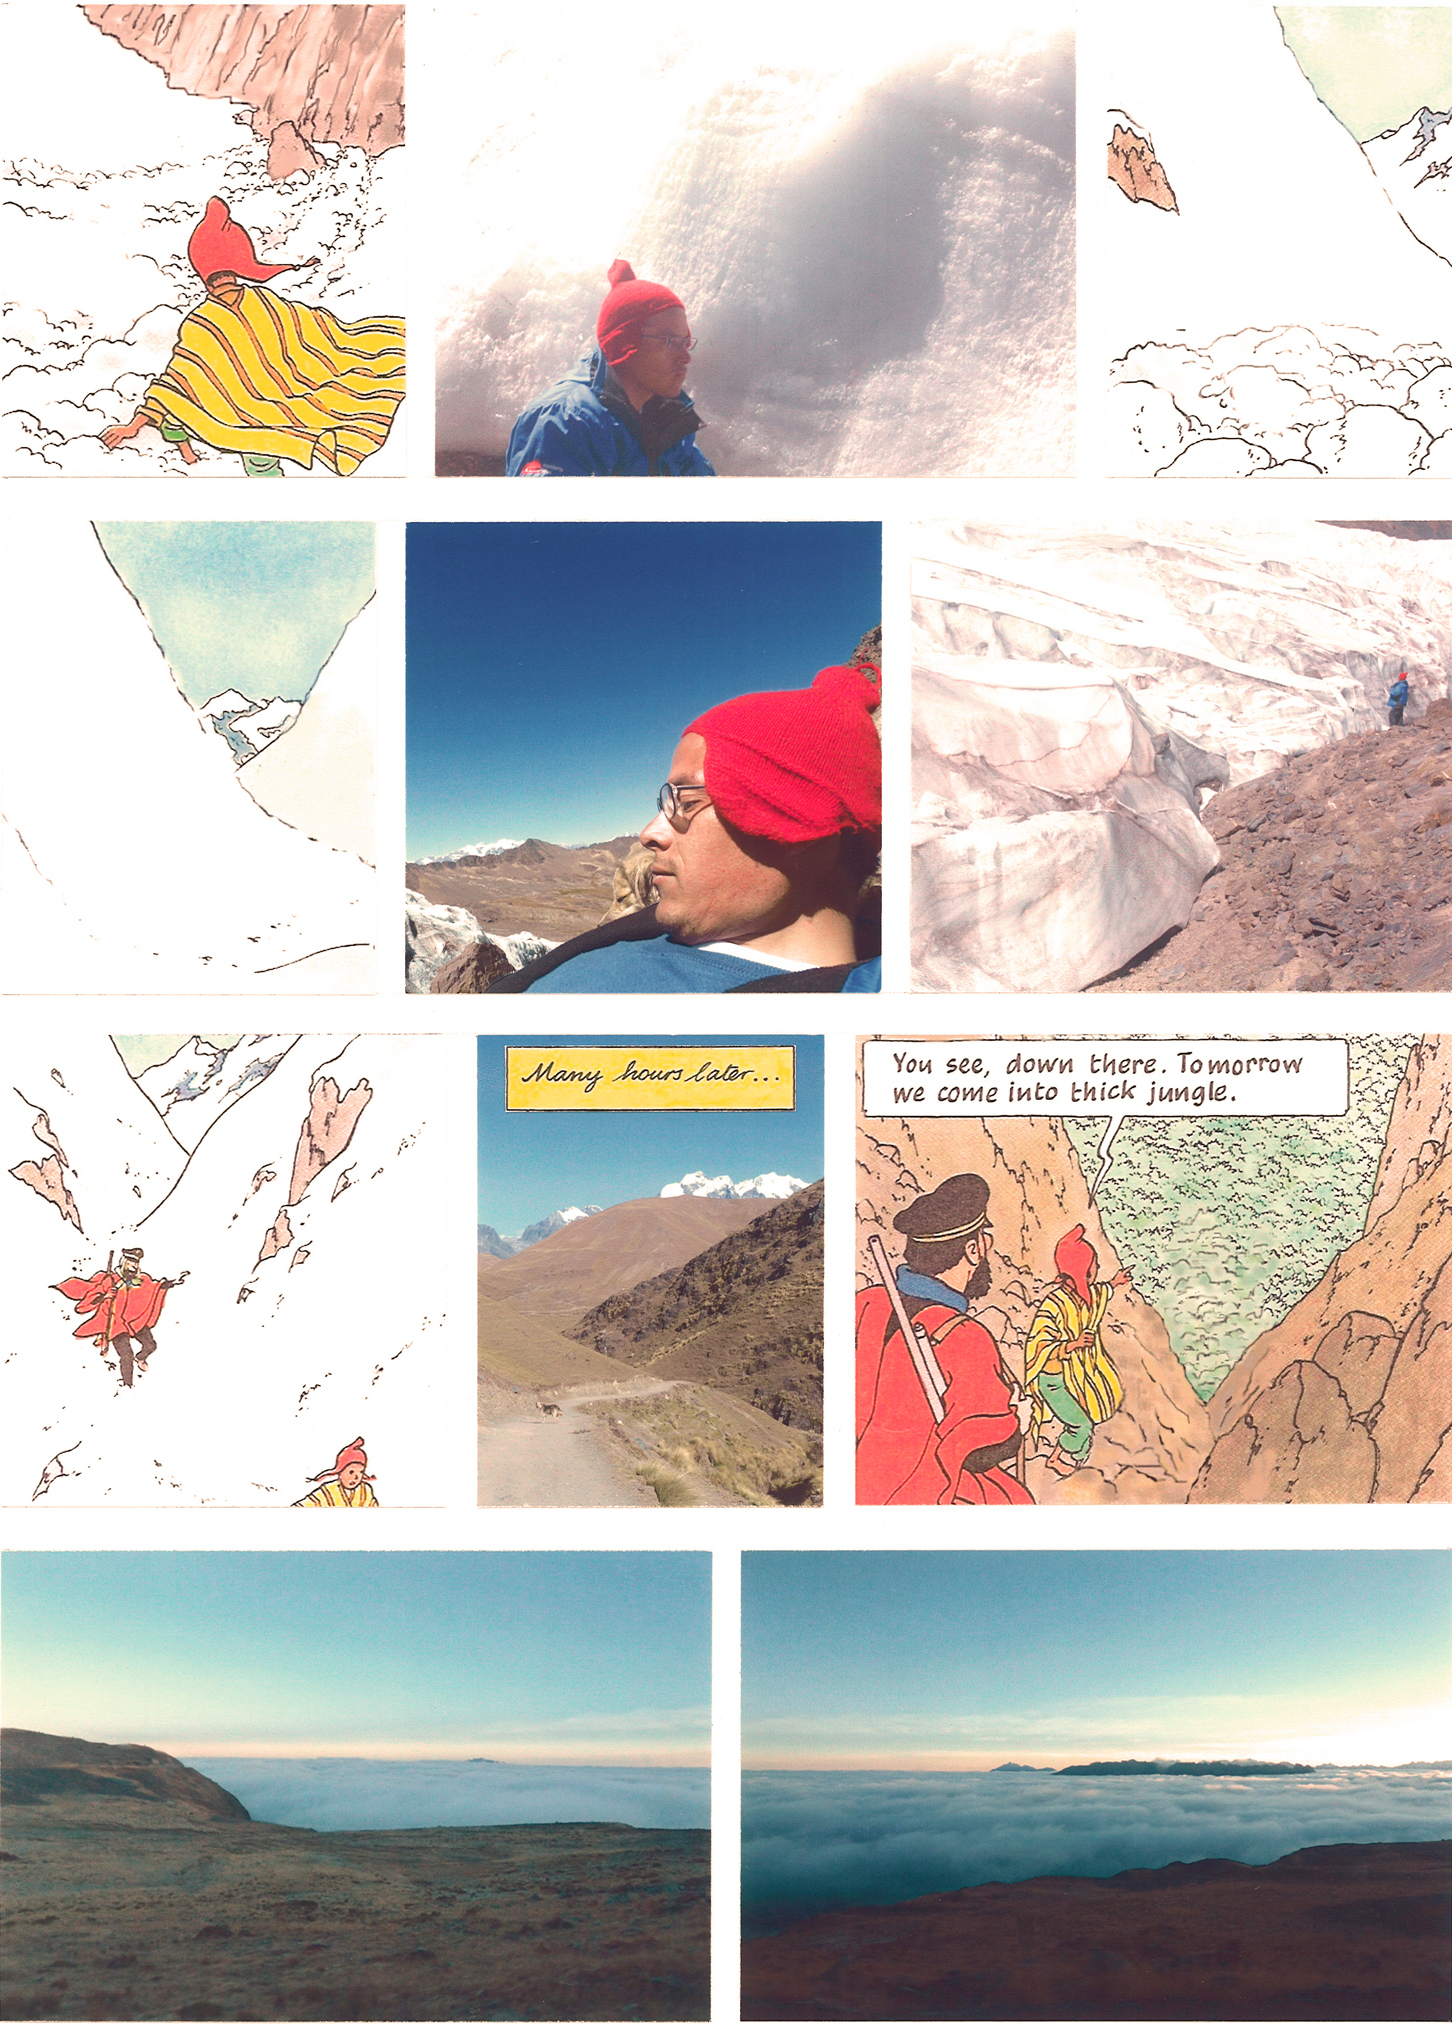 Many hours later...
You see, down there. Tomorrow
we come into thick jungle.